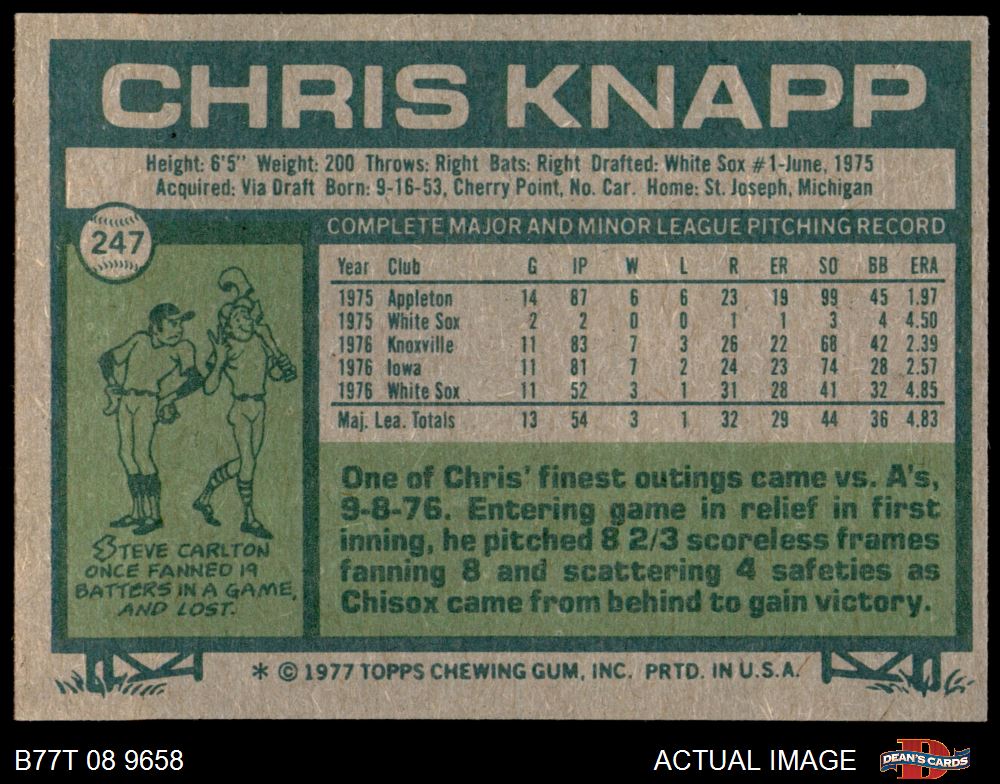 CHRIS KNAPP
Height: 6'5" Weight: 200 Throws: Right Bats: Right Drafted: White Sox #1-June, 1975
Acquired: Via Draft Born: 9-16-53, Cherry Point, No. Car. Home: St. Joseph, Michigan
247
COMPLETE MAJOR AND MINOR LEAGUE PITCHING RECORD
Year Club G IP W L R ER SO BB ERA
1975 Appleton 14 87 6 6 23 19 99 45 1.97
1975 White Sox 2 2 0 0 1 1 3 4 4.50
1976 Knoxville 11 83 7 3 26 22 68 42 2.39
1976 Iowa 11 81 7 2 24 23 74 28 2.57
1976 White Sox 11 52 3 1 31 28 41 32 4.85
Maj. Lea. Totals 13 54 3 1 32 29 44 36 4.83
STEVE CARLTON
ONCE FANNED 19
BATTERS IN A GAME,
AND LOST.
One of Chris' finest outings came vs. A's,
9-8-76. Entering game in relief in first
inning, he pitched 8 2/3 scoreless frames
fanning 8 and scattering 4 safeties as
Chisox came from behind to gain victory.
* © 1977 TOPPS CHEWING GUM, INC. PRTD. IN U.S.A.
B77T 08 9658
ACTUAL IMAGE
D
DEAN'S CARDS